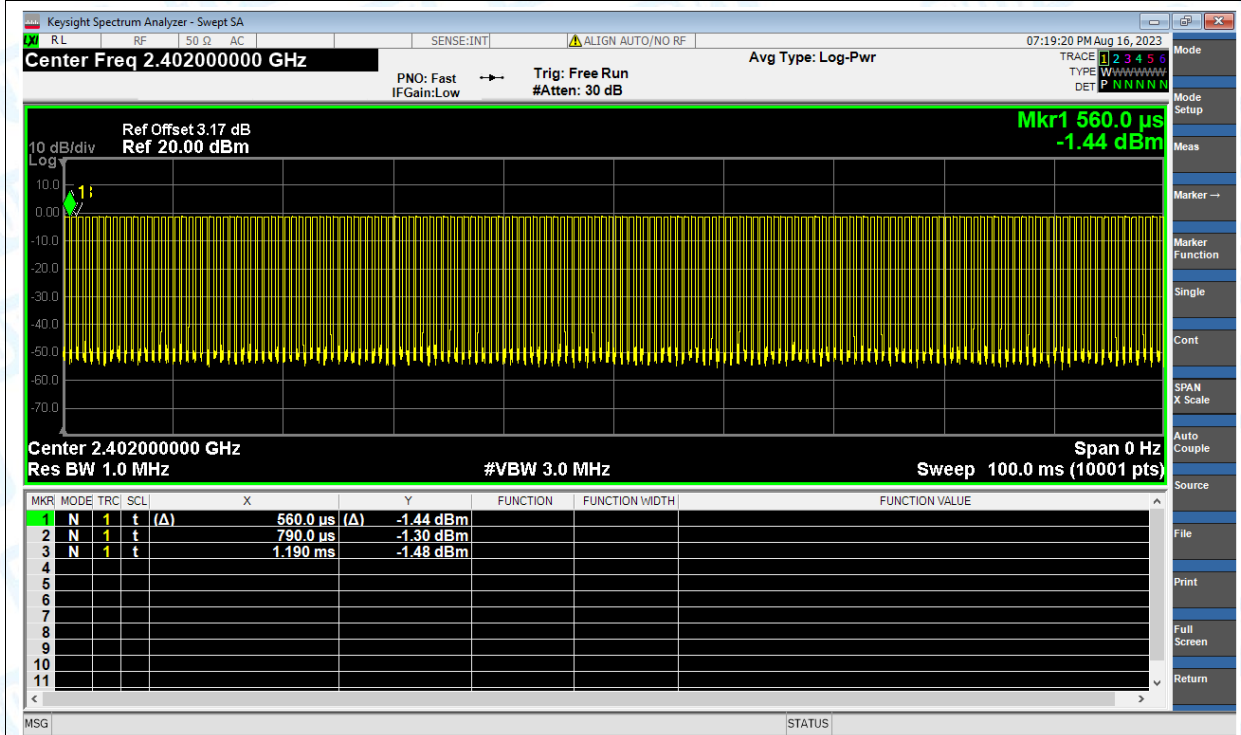 Keysight Spectrum Analyzer - Swept SA
LXI RL RF 50 Ω AC SENSE:INT ALIGN AUTO/NO RF 07:19:20 PM Aug 16, 2023
Center Freq 2.402000000 GHz
Avg Type: Log-Pwr
TRACE 1 2 3 4 5 6
PNO: Fast Trig: Free Run
TYPE WWWWWW
IFGain:Low #Atten: 30 dB
DET P NNNNN
Mkr1 560.0 µs
Ref Offset 3.17 dB
10 dB/div Ref 20.00 dBm
-1.44 dBm
Log
10.0
1
0.00
-10.0
-20.0
-30.0
-40.0
-50.0
-60.0
-70.0
Center 2.402000000 GHz Span 0 Hz
Res BW 1.0 MHz #VBW 3.0 MHz Sweep 100.0 ms (10001 pts)
MKR MODE TRC SCL X Y FUNCTION FUNCTION WIDTH FUNCTION VALUE
1 N 1 t (Δ) 560.0 µs (Δ) -1.44 dBm
2 N 1 t 790.0 µs -1.30 dBm
3 N 1 t 1.190 ms -1.48 dBm
4
5
6
7
8
9
10
11
MSG STATUS
Mode
Mode
Setup
Meas
Marker →
Marker
Function
Single
Cont
SPAN
X Scale
Auto
Couple
Source
File
Print
Full
Screen
Return